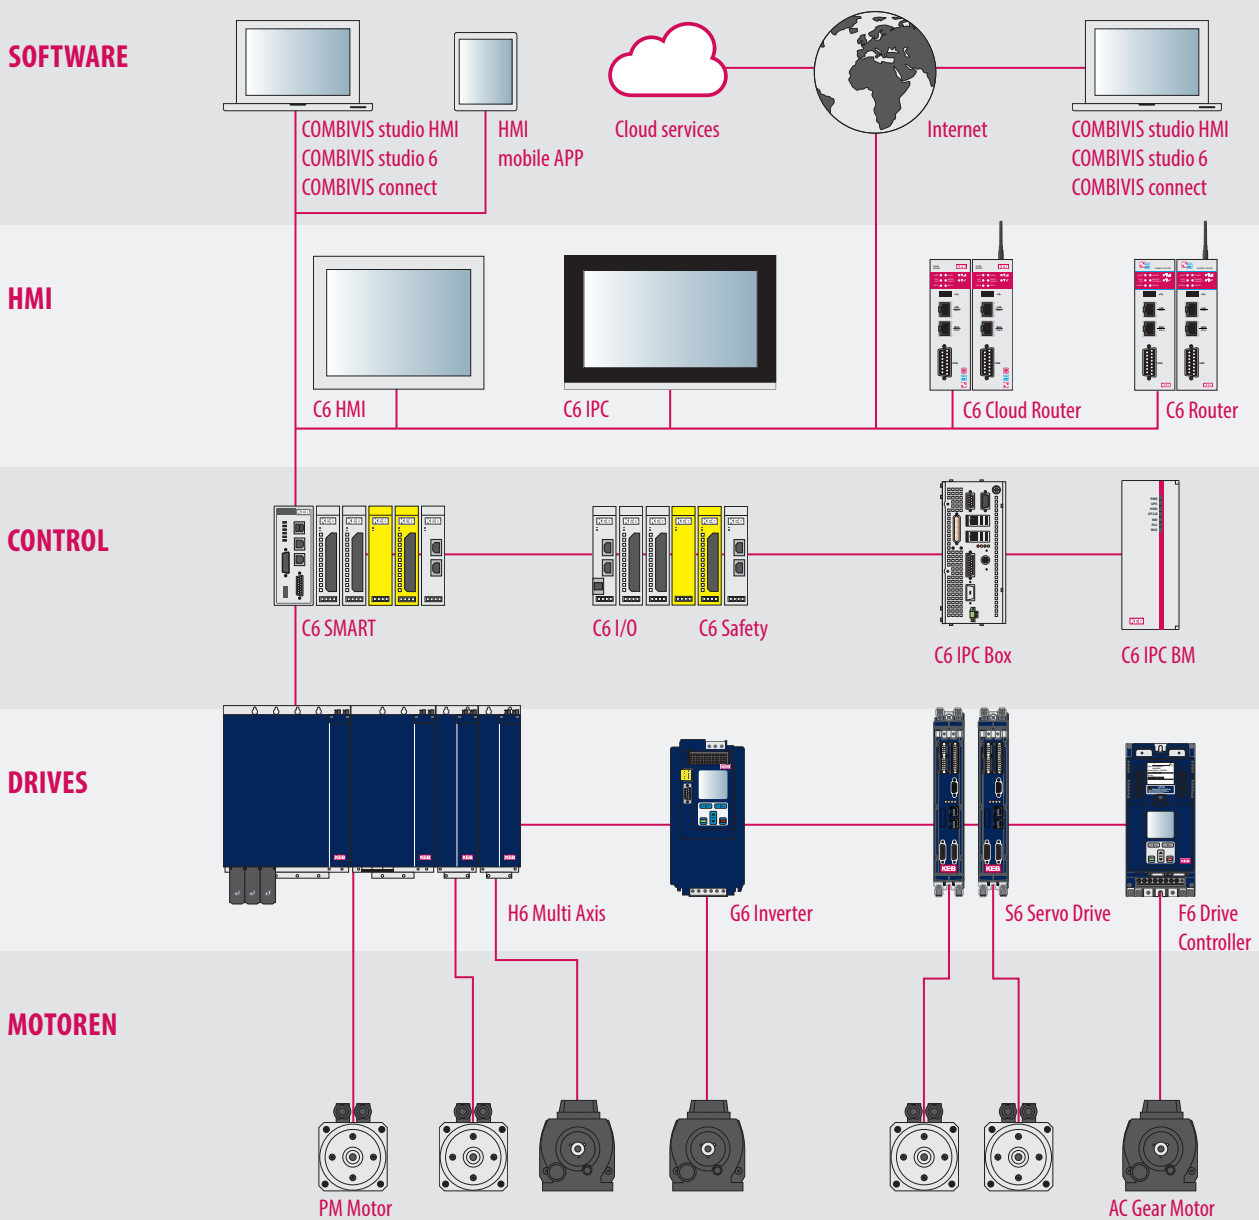 SOFTWARE
COMBIVIS studio HMI
COMBIVIS studio 6
COMBIVIS connect
HMI
mobile APP
Cloud services
Internet
COMBIVIS studio HMI
COMBIVIS studio 6
COMBIVIS connect
HMI
C6 HMI
C6 IPC
C6 Cloud Router
C6 Router
CONTROL
C6 SMART
C6 I/O
C6 Safety
C6 IPC Box
C6 IPC BM
KEB
DRIVES
H6 Multi Axis
G6 Inverter
S6 Servo Drive
F6 Drive
Controller
KEB
KEB
MOTOREN
PM Motor
AC Gear Motor